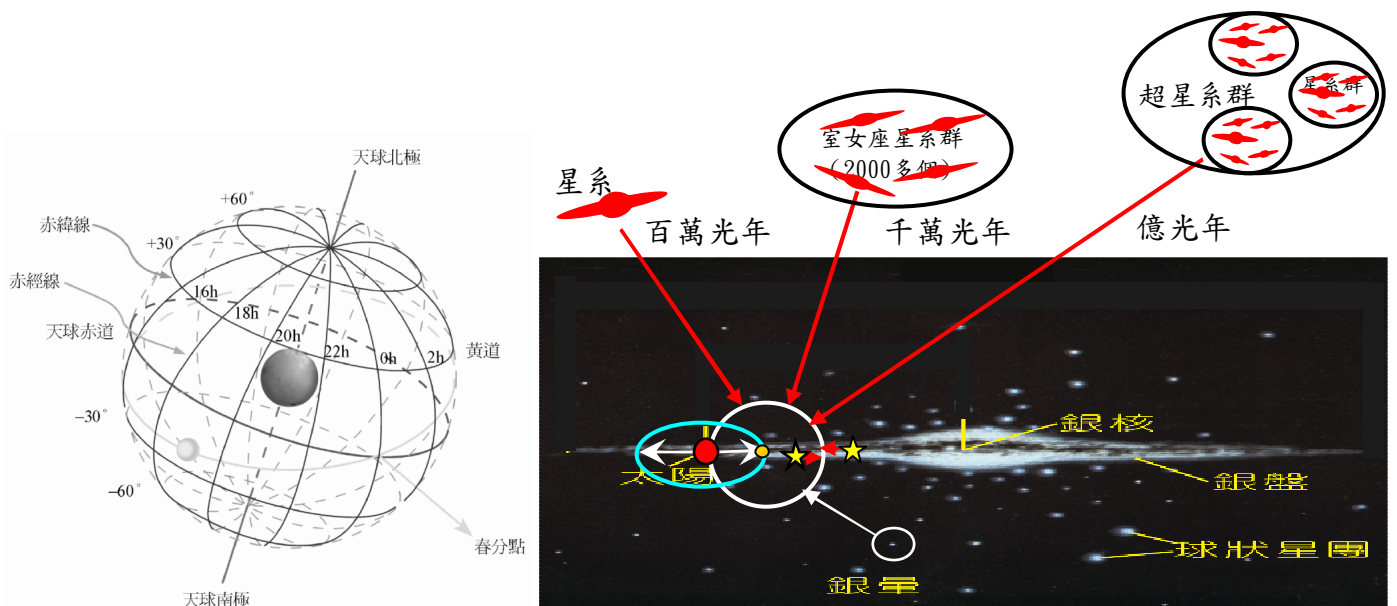 天球北極
+60°
赤緯線
+30°
赤經線
16h
18h
天球赤道
20h
22h
0h
2h
黃道
−30°
−60°
春分點
天球南極
超星系群
星系群
室女座星系群
(2000多個)
星系
百萬光年
千萬光年
億光年
銀核
太陽
銀盤
球狀星團
銀暈